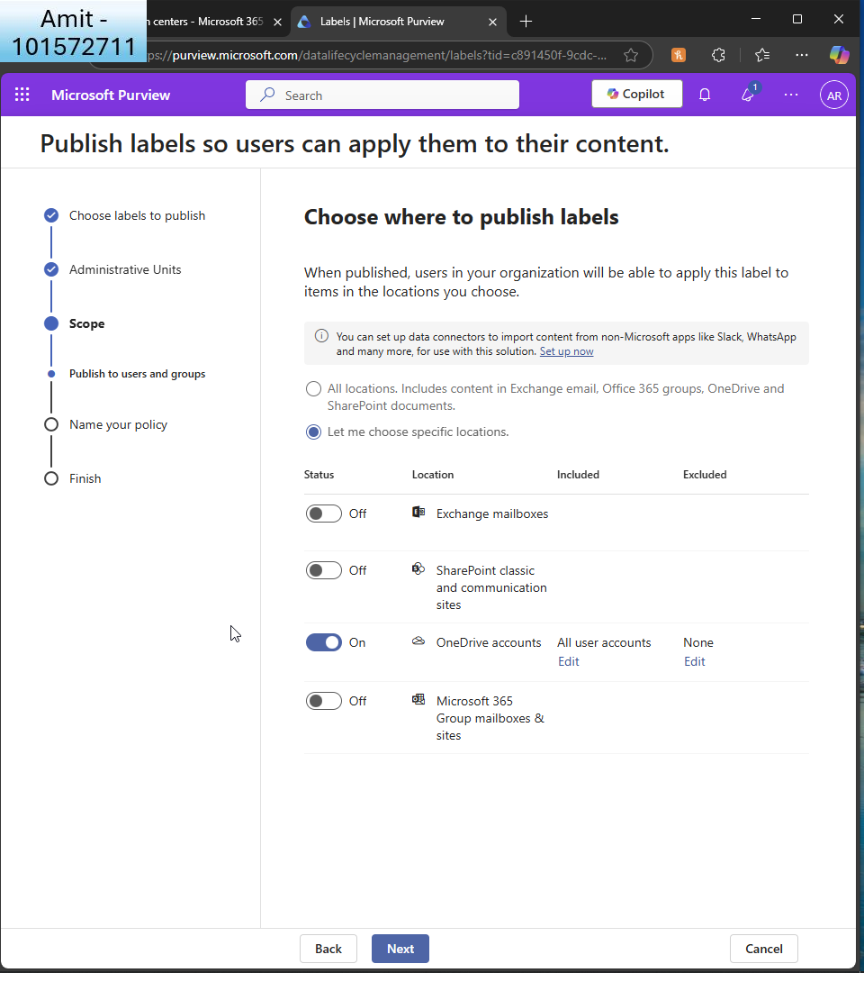 Amit -
101572711
n centers - Microsoft 365
Labels | Microsoft Purview
ps://purview.microsoft.com/datalifecyclemanagement/labels?tid=c891450f-9cdc-...
Microsoft Purview
Search
Copilot
1
AR
Publish labels so users can apply them to their content.
Choose labels to publish
Administrative Units
Scope
Publish to users and groups
Name your policy
Finish
Choose where to publish labels
When published, users in your organization will be able to apply this label to
items in the locations you choose.
You can set up data connectors to import content from non-Microsoft apps like Slack, WhatsApp
and many more, for use with this solution. Set up now
All locations. Includes content in Exchange email, Office 365 groups, OneDrive and
SharePoint documents.
Let me choose specific locations.
Status Location Included Excluded
Off Exchange mailboxes
Off SharePoint classic
and communication
sites
On OneDrive accounts All user accounts None
Edit Edit
Off Microsoft 365
Group mailboxes &
sites
Back Next Cancel